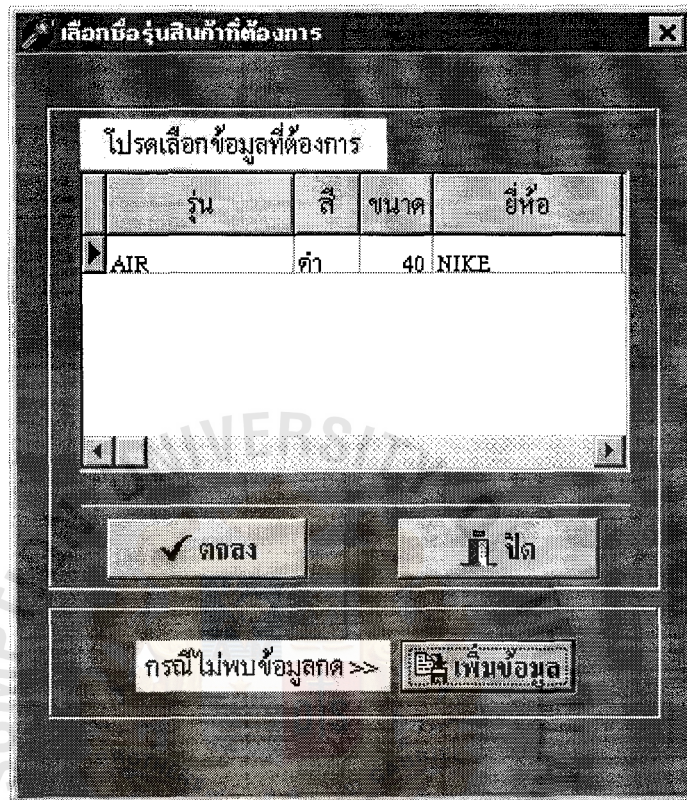 เลือกชื่อรุ่นสินค้าที่ต้องการ
โปรดเลือกข้อมูลที่ต้องการ
รุ่น สี ขนาด ยี่ห้อ
AIR ดำ 40 NIKE
UNIVERSITY
ตกลง ปิด
กรณีไม่พบข้อมูลกด >> เพิ่มข้อมูล